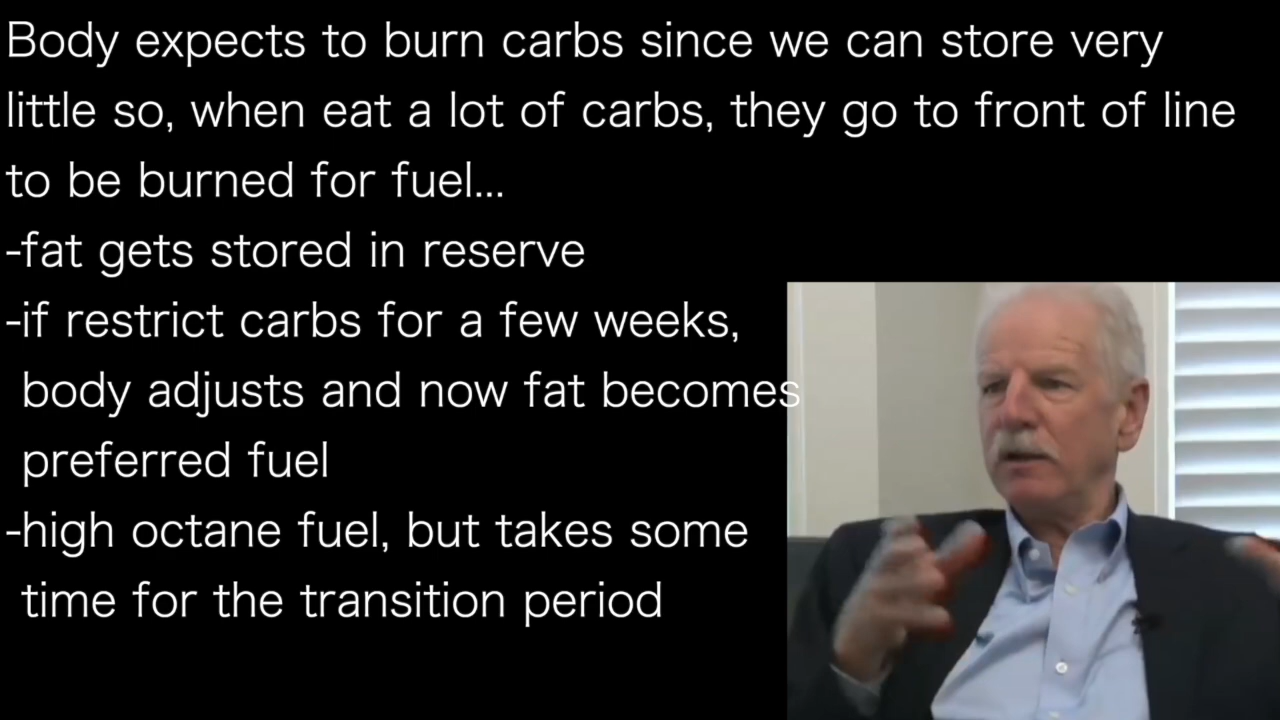 Body expects to burn carbs since we can store very
little so, when eat a lot of carbs, they go to front of line
to be burned for fuel...
-fat gets stored in reserve
-if restrict carbs for a few weeks,
body adjusts and now fat becomes
preferred fuel
-high octane fuel, but takes some
time for the transition period